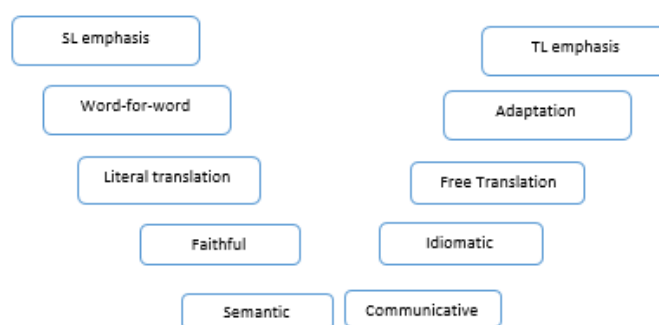 SL emphasis
TL emphasis
Word-for-word
Adaptation
Literal translation
Free Translation
Faithful
Idiomatic
Semantic
Communicative